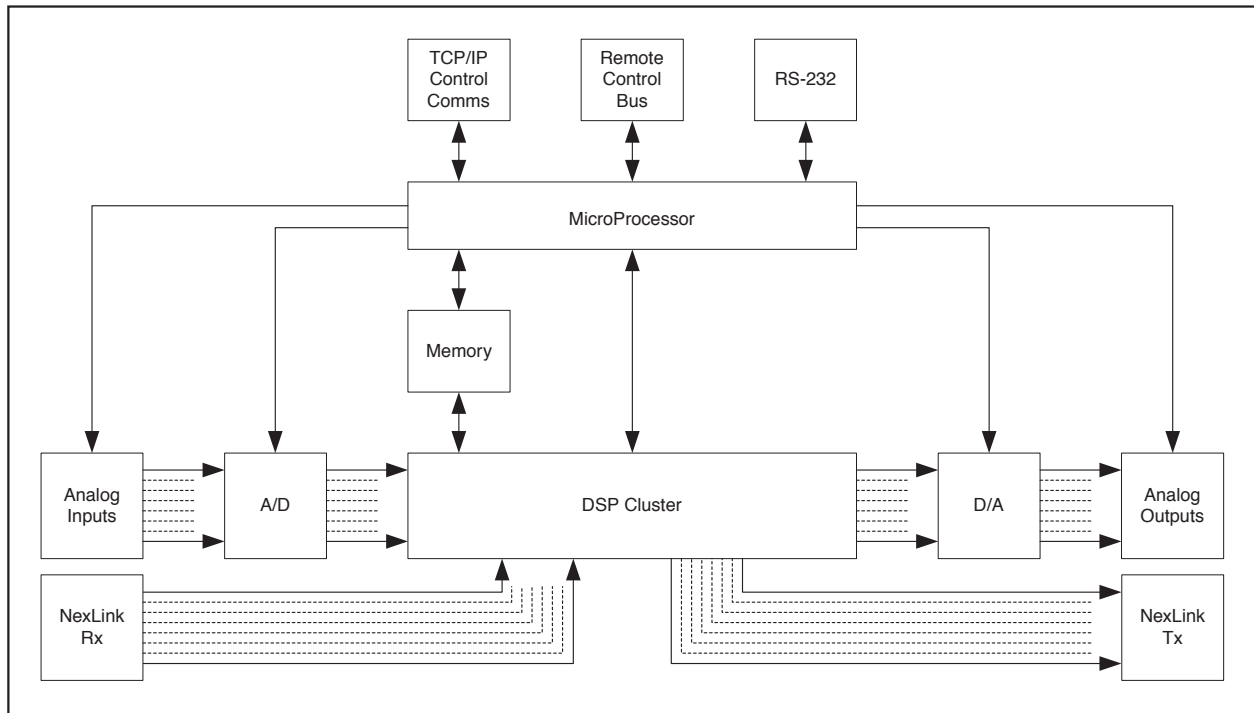 TCP/IP
Control
Comms
Remote
Control
Bus
RS-232
MicroProcessor
Memory
Analog
Inputs
A/D
DSP Cluster
D/A
Analog
Outputs
NexLink
Rx
NexLink
Tx